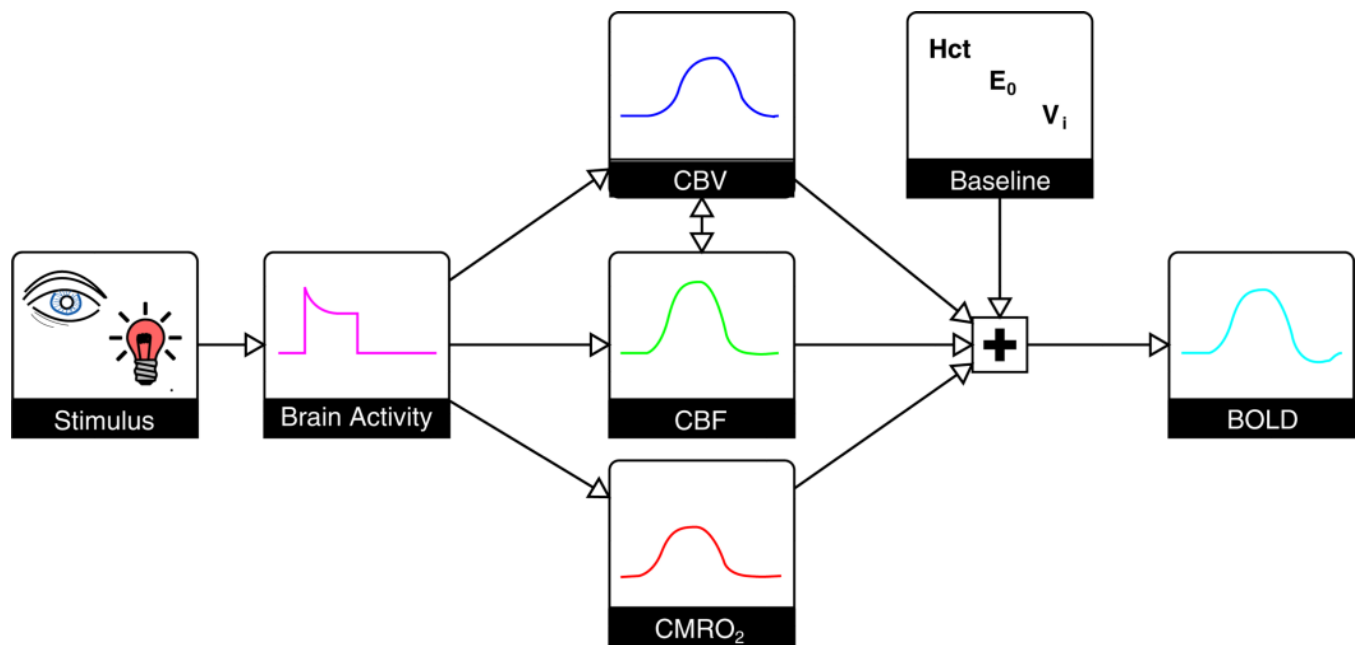 Hct
E₀
Vᵢ
CBV
Baseline
Stimulus
Brain Activity
CBF
BOLD
CMRO₂